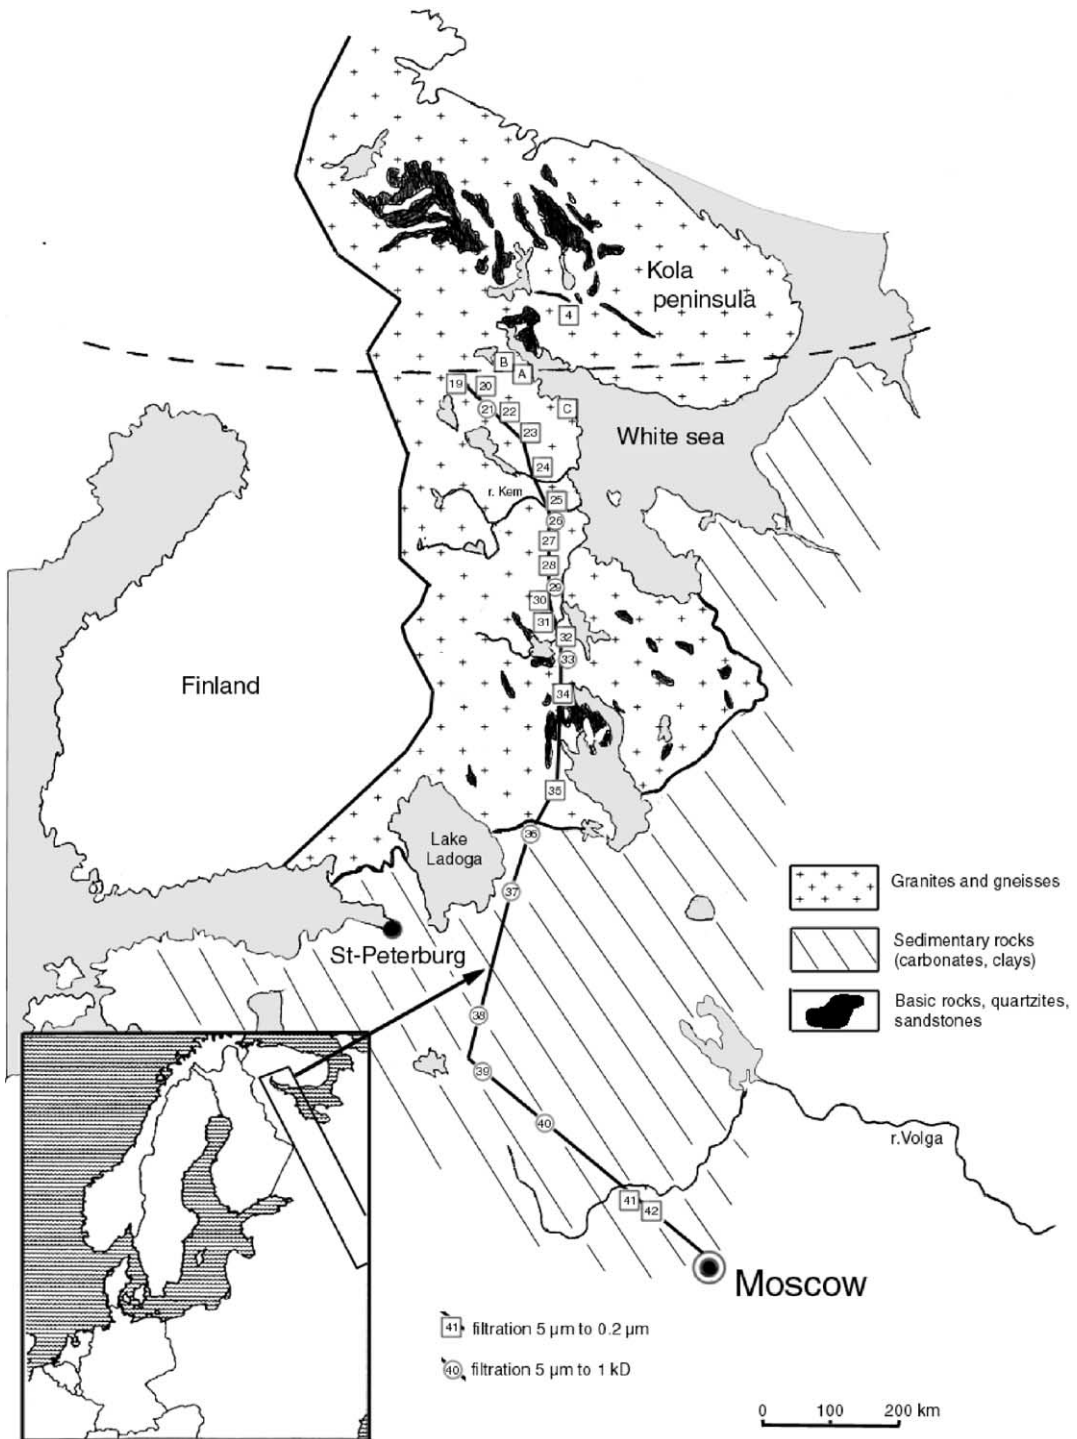 Kola
peninsula
4
B
A
19
20
21
22
C
23
White sea
24
r. Kem
25
26
27
28
29
30
31
32
33
Finland
34
35
Lake
Ladoga
36
37
Granites and gneisses
Sedimentary rocks
(carbonates, clays)
St-Peterburg
Basic rocks, quartzites,
sandstones
38
39
40
r.Volga
41
42
Moscow
41 filtration 5 µm to 0.2 µm
40 filtration 5 µm to 1 kD
0 100 200 km